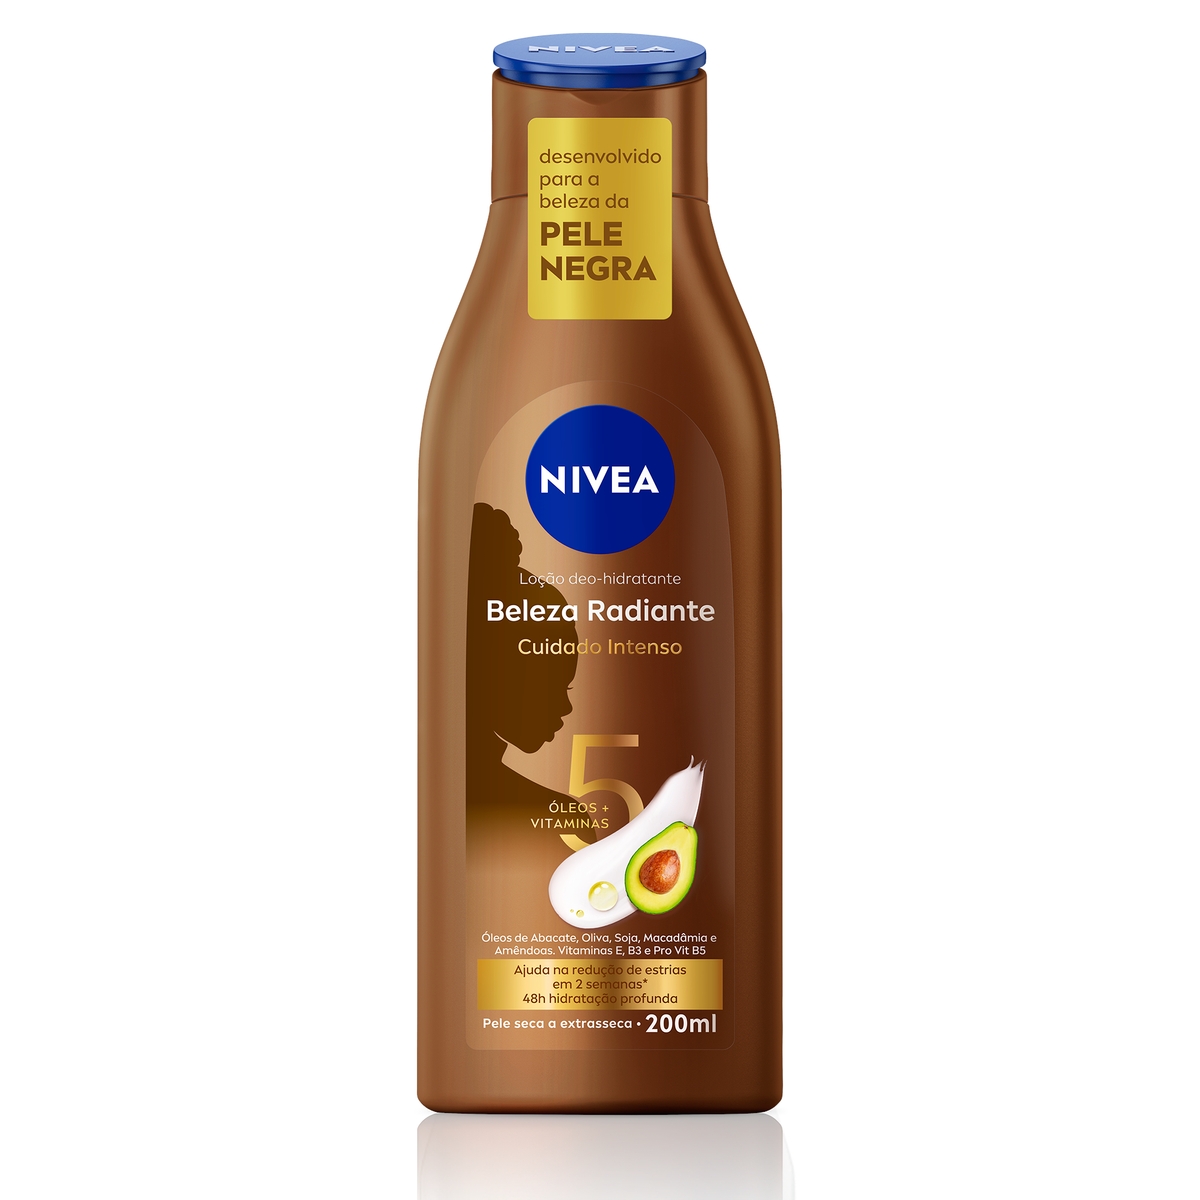 NIVEA
desenvolvido
para a
beleza da
PELE
NEGRA
NIVEA
Loção deo-hidratante
Beleza Radiante
Cuidado Intenso
5
ÓLEOS +
VITAMINAS
Óleos de Abacate, Oliva, Soja, Macadâmia e
Amêndoas. Vitaminas E, B3 e Pro Vit B5
Ajuda na redução de estrias
em 2 semanas*
48h hidratação profunda
Pele seca a extrasseca • 200ml